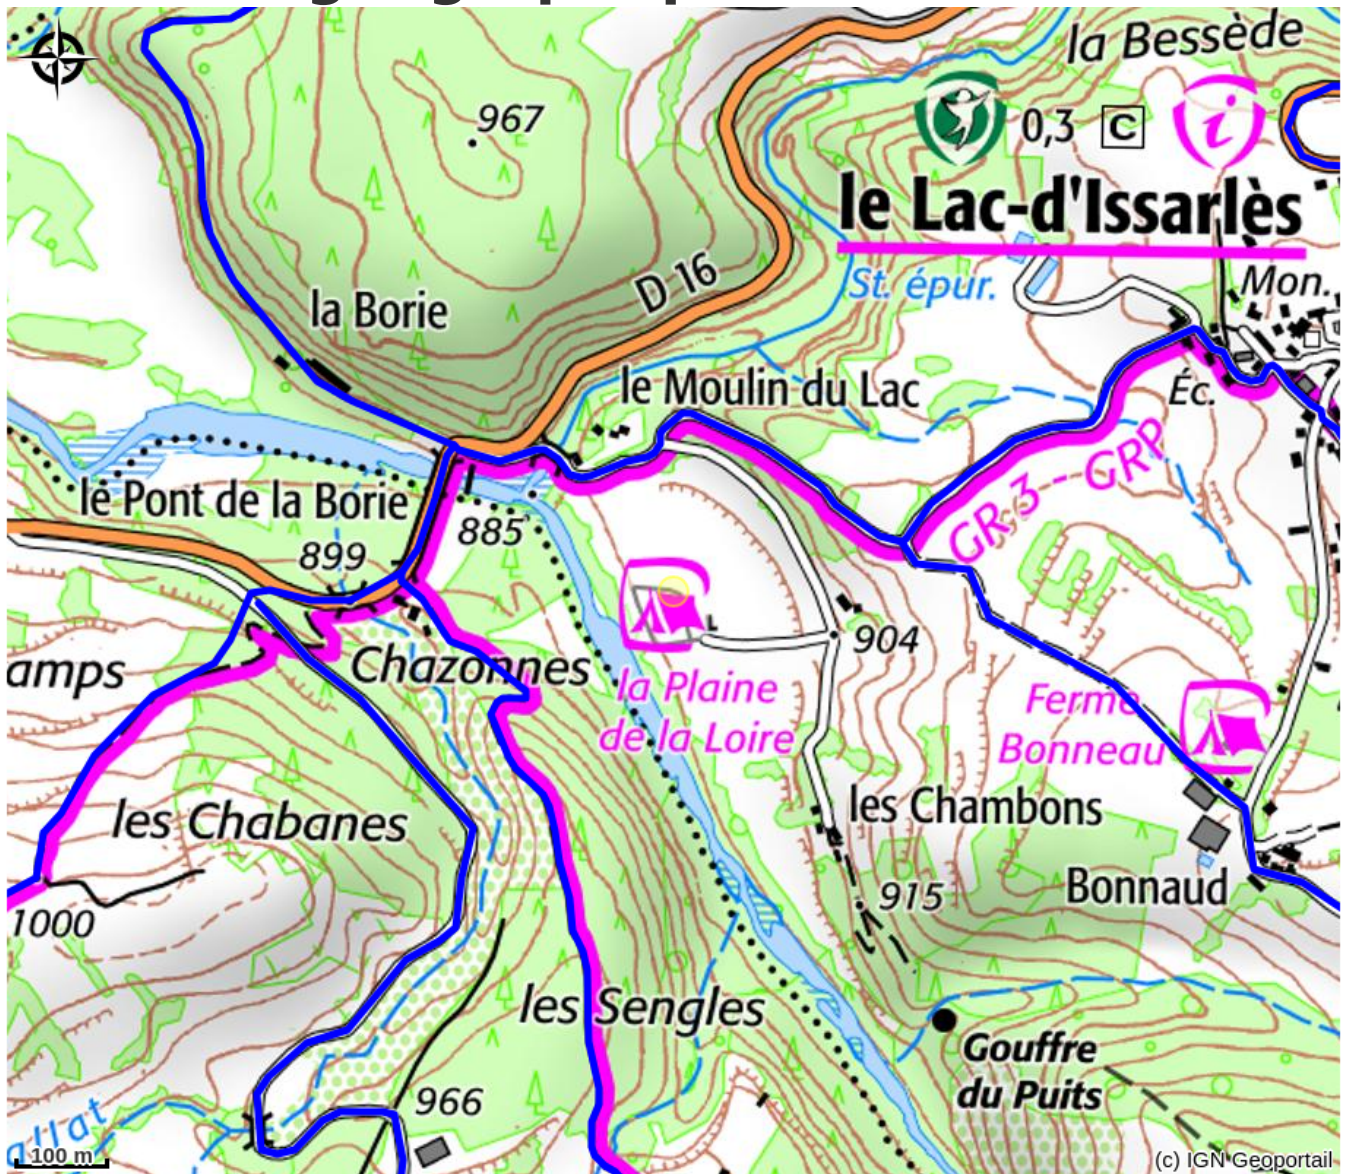 la Bessède
967
0,3 C i
le Lac-d'Issarlès
D 16
St. épur.
Mon.
la Borie
le Moulin du Lac
Éc.
GR 3 - GRP
le Pont de la Borie
885
899
L
904
amps
Chazonnes
la Plaine
de la Loire
Ferme
Bonneau
les Chabanes
les Chambons
915
Bonnaud
1000
les Sengles
Gouffre
du Puits
966
allat
100 m
(c) IGN Geoportail